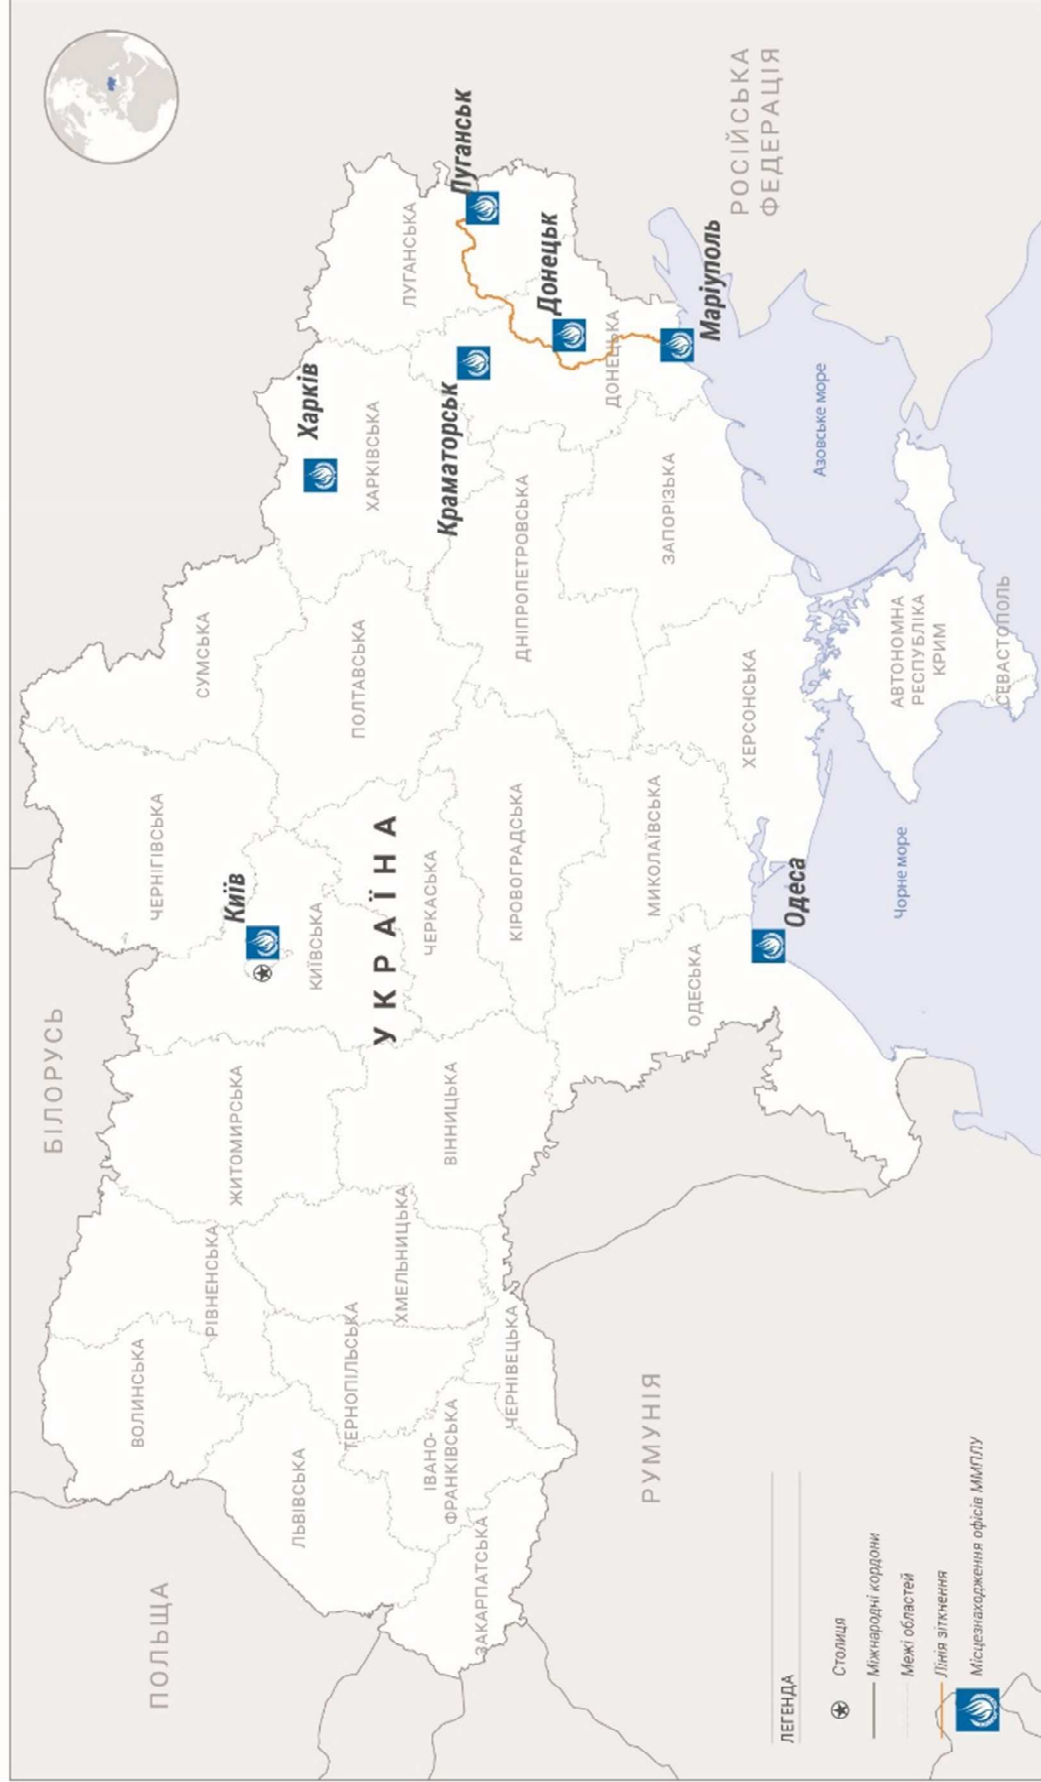 БІЛОРУСЬ
ПОЛЬЩА
РУМУНІЯ
РОСІЙСЬКА
ФЕДЕРАЦІЯ
УКРАЇНА
ВОЛИНСЬКА
РІВНЕНСЬКА
ЖИТОМИРСЬКА
Київ
КИЇВСЬКА
ЧЕРНІГІВСЬКА
СУМСЬКА
ЛЬВІВСЬКА
ТЕРНОПІЛЬСЬКА
ХМЕЛЬНИЦЬКА
ВІННИЦЬКА
ЧЕРКАСЬКА
ПОЛТАВСЬКА
Харків
ХАРКІВСЬКА
ЛУГАНСЬКА
Луганськ
ЗАКАРПАТСЬКА
ІВАНО-
ФРАНКІВСЬКА
ЧЕРНІВЕЦЬКА
КІРОВОГРАДСЬКА
ДНІПРОПЕТРОВСЬКА
Краматорськ
Донецьк
ДОНЕЦЬКА
Маріуполь
ОДЕСЬКА
Одеса
МИКОЛАЇВСЬКА
ХЕРСОНСЬКА
ЗАПОРІЗЬКА
Азовське море
Чорне море
АВТОНОМНА
РЕСПУБЛІКА
КРИМ
СЕВАСТОПОЛЬ
ЛЕГЕНДА
Столиця
Міжнародні кордони
Межі областей
Лінія зіткнення
Місцезнаходження офісів ММПЛУ